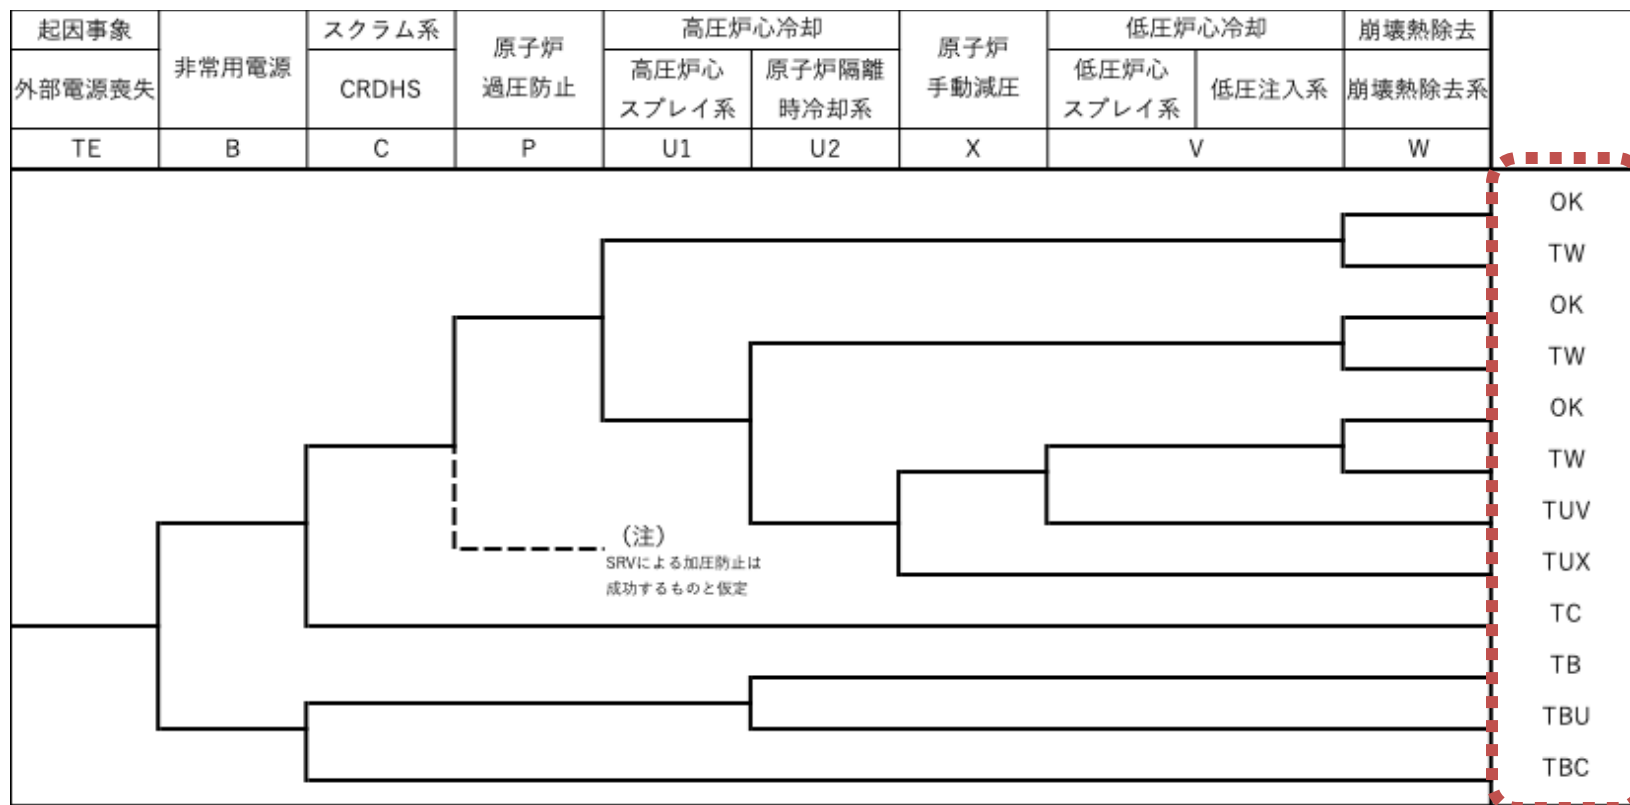 起因事象
外部電源喪失
非常用電源
スクラム系
CRDHS
原子炉
過圧防止
高圧炉心冷却
高圧炉心
スプレイ系
原子炉隔離
時冷却系
原子炉
手動減圧
低圧炉心冷却
低圧炉心
スプレイ系
低圧注入系
崩壊熱除去
崩壊熱除去系
TE B C P U1 U2 X V W
OK
TW
OK
TW
OK
TW
TUV
TUX
TC
TB
TBU
TBC
（注）
SRVによる加圧防止は
成功するものと仮定